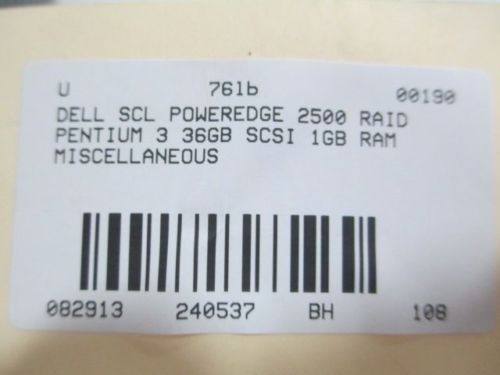 U 761b 00190
DELL SCL POWEREDGE 2500 RAID
PENTIUM 3 36GB SCSI 1GB RAM
MISCELLANEOUS
082913 240537 BH 108